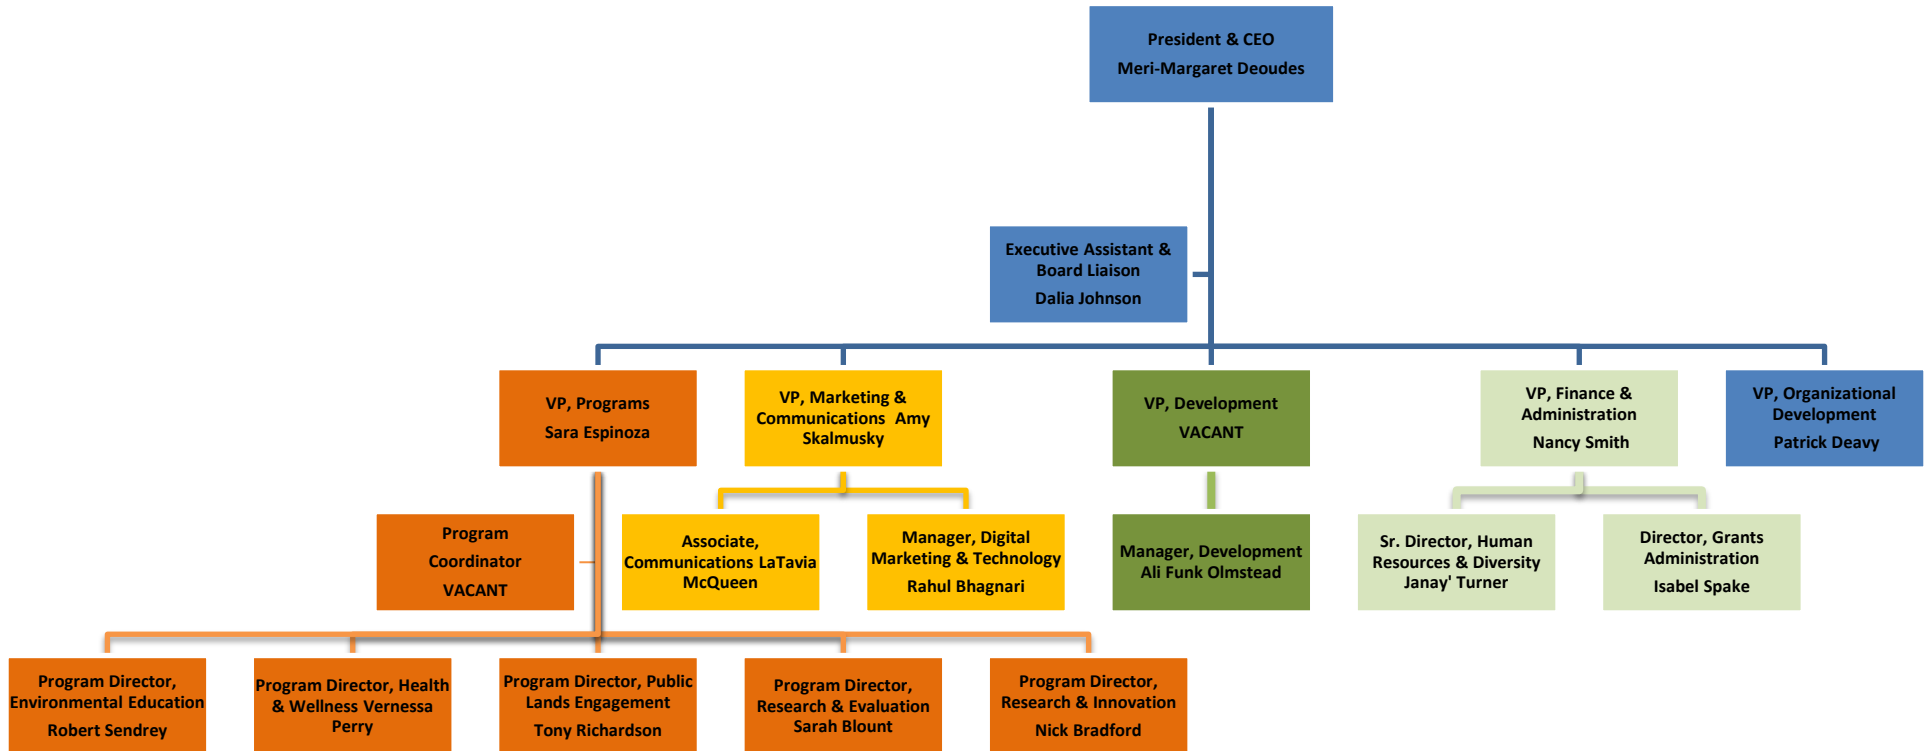 President & CEO
Meri-Margaret Deoudes
Executive Assistant &
Board Liaison
Dalia Johnson
VP, Programs
Sara Espinoza
VP, Marketing &
Communications  Amy
Skalmusky
VP, Development
VACANT
VP, Finance &
Administration
Nancy Smith
VP, Organizational
Development
Patrick Deavy
Program
Coordinator
VACANT
Associate,
Communications LaTavia
McQueen
Manager, Digital
Marketing & Technology
Rahul Bhagnari
Manager, Development
Ali Funk Olmstead
Sr. Director, Human
Resources & Diversity
Janay' Turner
Director, Grants
Administration
Isabel Spake
Program Director,
Environmental Education
Robert Sendrey
Program Director, Health
& Wellness Vernessa
Perry
Program Director, Public
Lands Engagement
Tony Richardson
Program Director,
Research & Evaluation
Sarah Blount
Program Director,
Research & Innovation
Nick Bradford